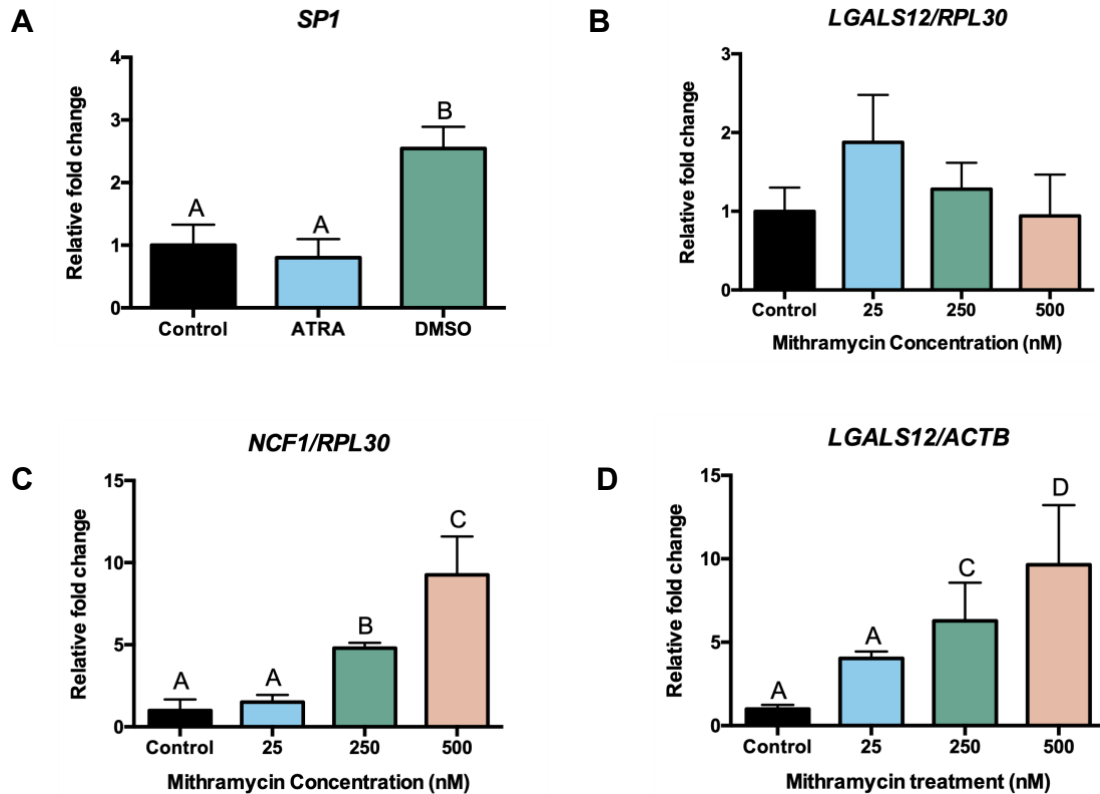 A
SP1
Relative fold change
4
3
2
1
0
A
A
B
Control ATRA DMSO
B
LGALS12/RPL30
Relative fold change
3
2
1
0
Control 25 250 500
Mithramycin Concentration (nM)
C
NCF1/RPL30
Relative fold change
15
10
5
0
A
A
B
C
Control 25 250 500
Mithramycin Concentration (nM)
D
LGALS12/ACTB
Relative fold change
15
10
5
0
A
A
C
D
Control 25 250 500
Mithramycin treatment (nM)